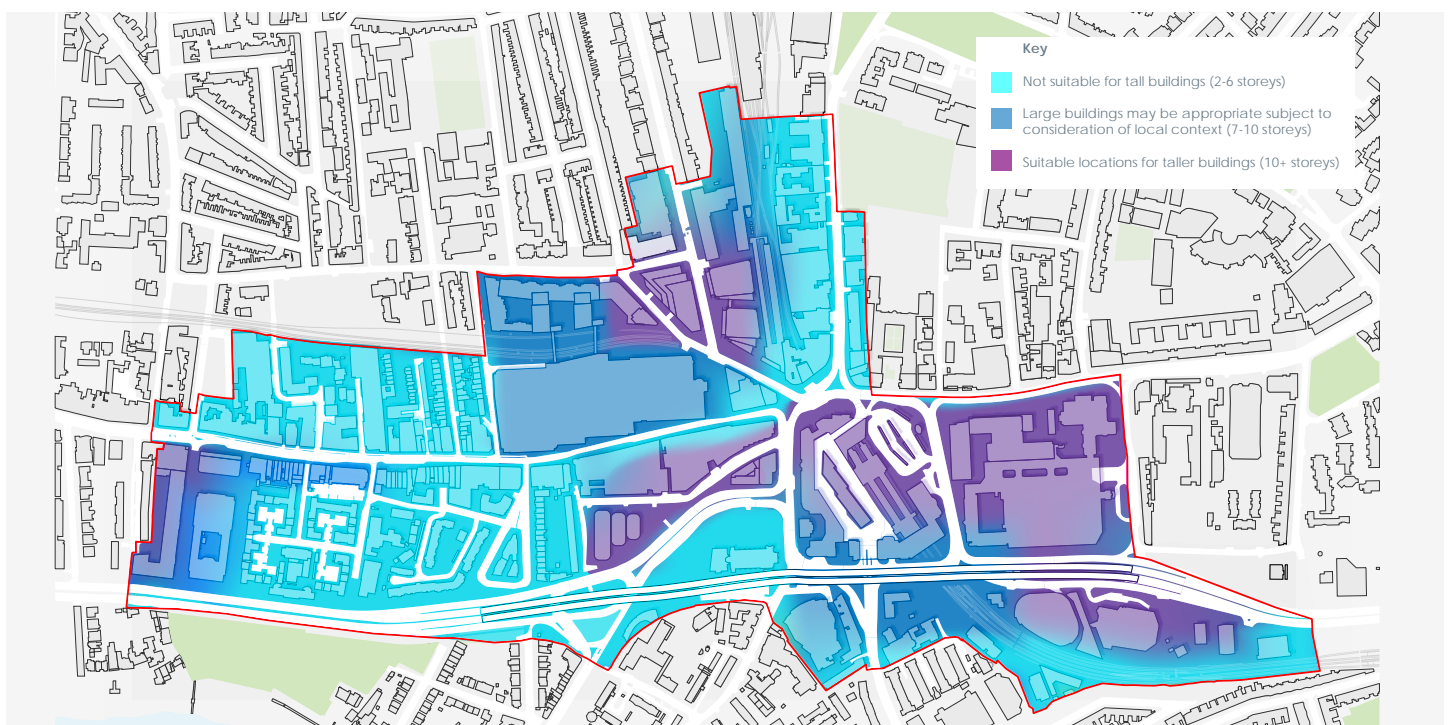 Key
Not suitable for tall buildings (2-6 storeys)
Large buildings may be appropriate subject to
consideration of local context (7-10 storeys)
Suitable locations for taller buildings (10+ storeys)